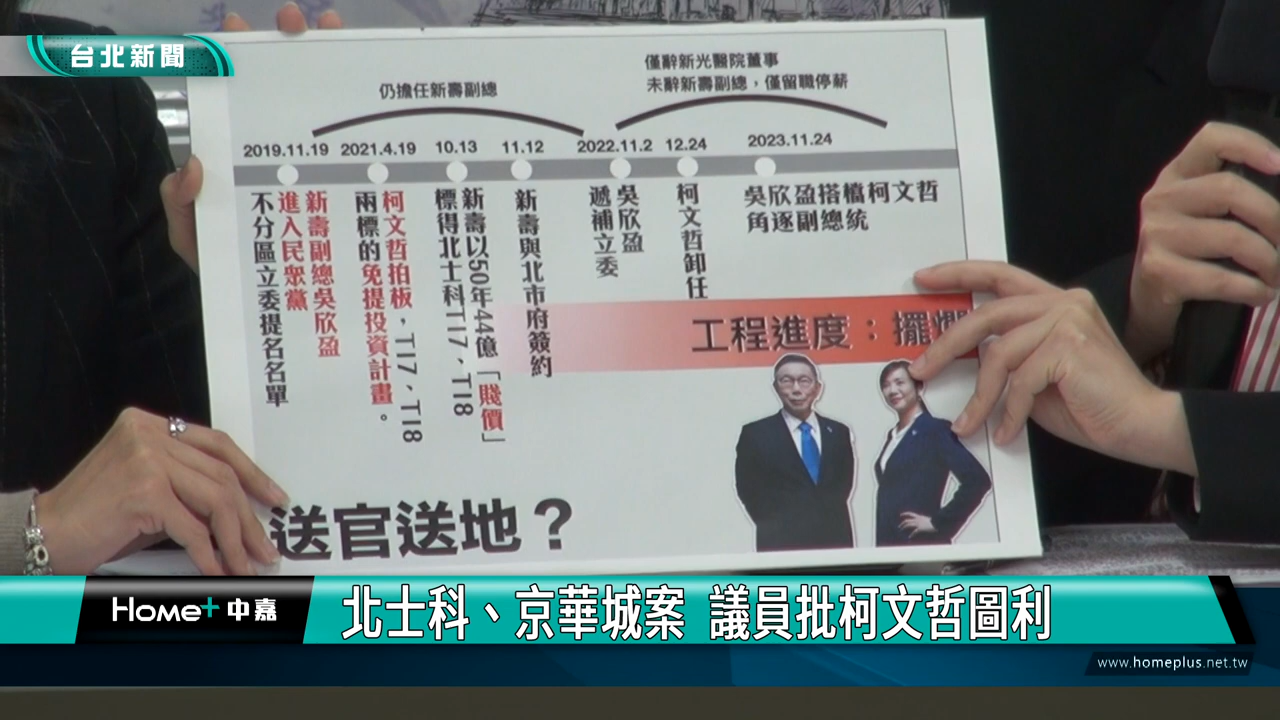 台北新聞
仍擔任新壽副總
僅辭新光醫院董事
未辭新壽副總，僅留職停薪
2019.11.19
2021.4.19
10.13
11.12
2022.11.2
12.24
2023.11.24
新壽副總吳欣盈
進入民眾黨
不分區立委提名名單
柯文哲拍板，T17、T18
兩標的免提投資計畫。
新壽以50年44億「賤價」
標得北士科T17、T18
新壽與北市府簽約
吳欣盈
遞補立委
柯文哲卸任
吳欣盈搭檔柯文哲
角逐副總統
工程進度：擺爛
送官送地？
Home+中嘉
北士科、京華城案 議員批柯文哲圖利
www.homeplus.net.tw